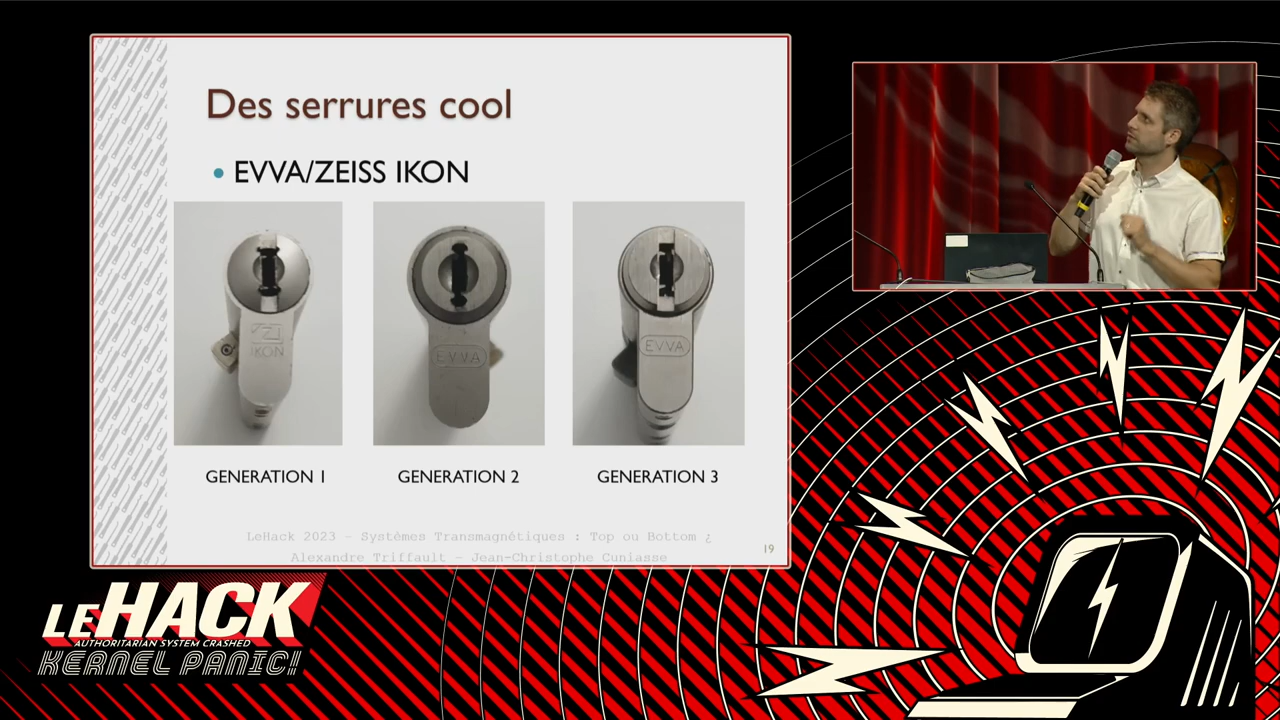 Des serrures cool
EVVA/ZEISS IKON
IKON
EVVA
EVVA
GENERATION 1
GENERATION 2
GENERATION 3
LeHack 2023 – Systèmes Transmagnétiques : Top ou Bottom ¿
Alexandre Triffault – Jean-Christophe Cuniasse
19
LEHACK
AUTHORITARIAN SYSTEM CRASHED
KERNEL PANIC!